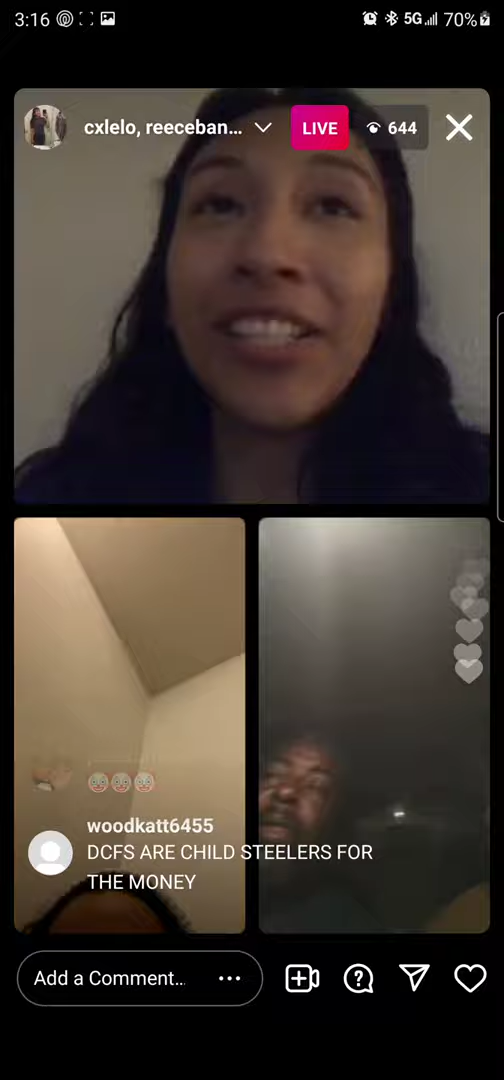 3:16
5G
70%
cxlelo, reeceban...
LIVE
644
woodkatt6455
DCFS ARE CHILD STEELERS FOR
THE MONEY
Add a Comment...